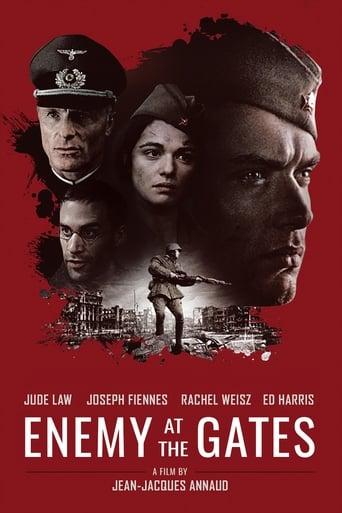 JUDE LAW JOSEPH FIENNES RACHEL WEISZ ED HARRIS
ENEMY AT THE GATES
A FILM BY
JEAN-JACQUES ANNAUD